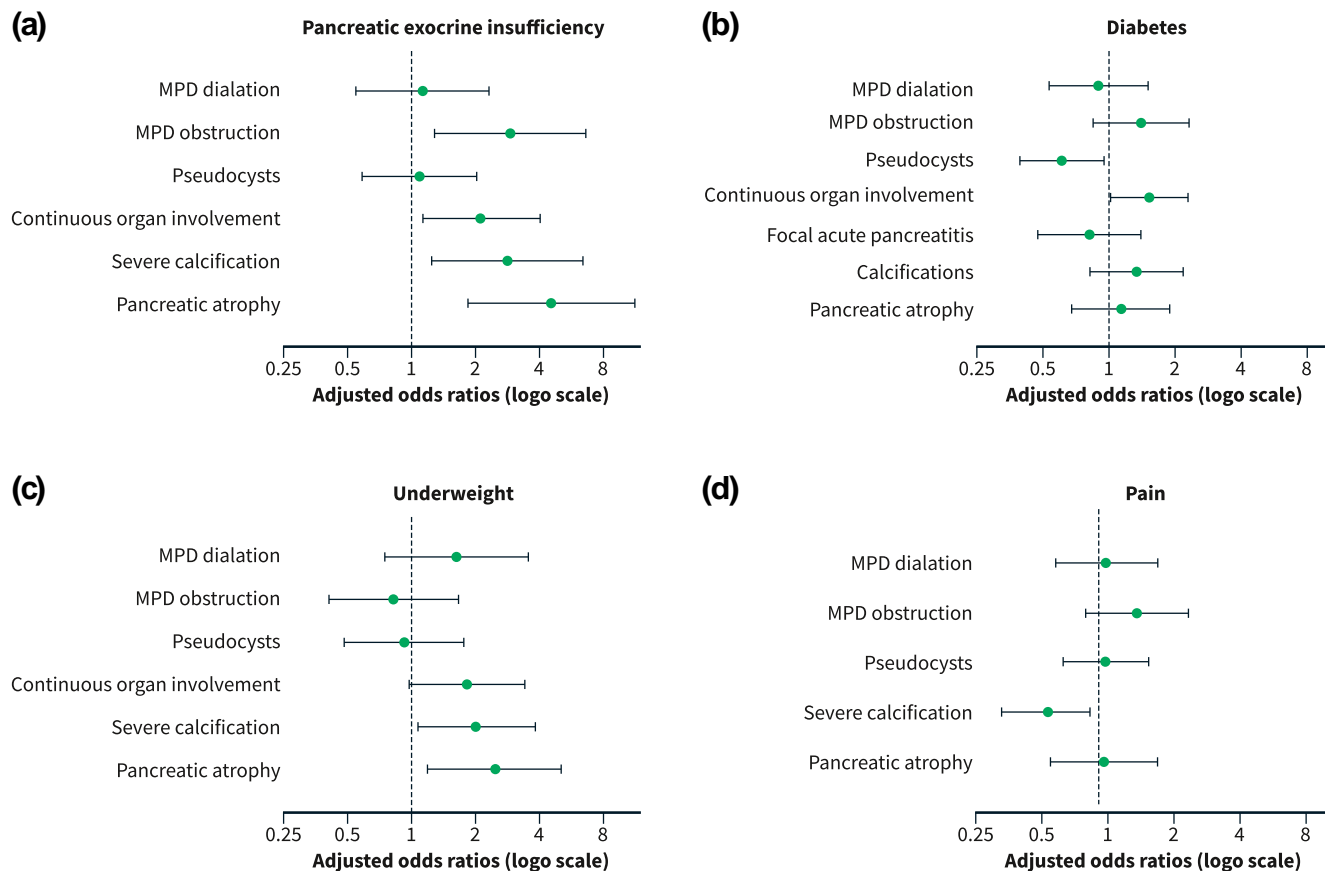 (a)
Pancreatic exocrine insufficiency
MPD dialation
MPD obstruction
Pseudocysts
Continuous organ involvement
Severe calcification
Pancreatic atrophy
0.25 0.5 1 2 4 8
Adjusted odds ratios (logo scale)
(b)
Diabetes
MPD dialation
MPD obstruction
Pseudocysts
Continuous organ involvement
Focal acute pancreatitis
Calcifications
Pancreatic atrophy
0.25 0.5 1 2 4 8
Adjusted odds ratios (logo scale)
(c)
Underweight
MPD dialation
MPD obstruction
Pseudocysts
Continuous organ involvement
Severe calcification
Pancreatic atrophy
0.25 0.5 1 2 4 8
Adjusted odds ratios (logo scale)
(d)
Pain
MPD dialation
MPD obstruction
Pseudocysts
Severe calcification
Pancreatic atrophy
0.25 0.5 1 2 4 8
Adjusted odds ratios (logo scale)